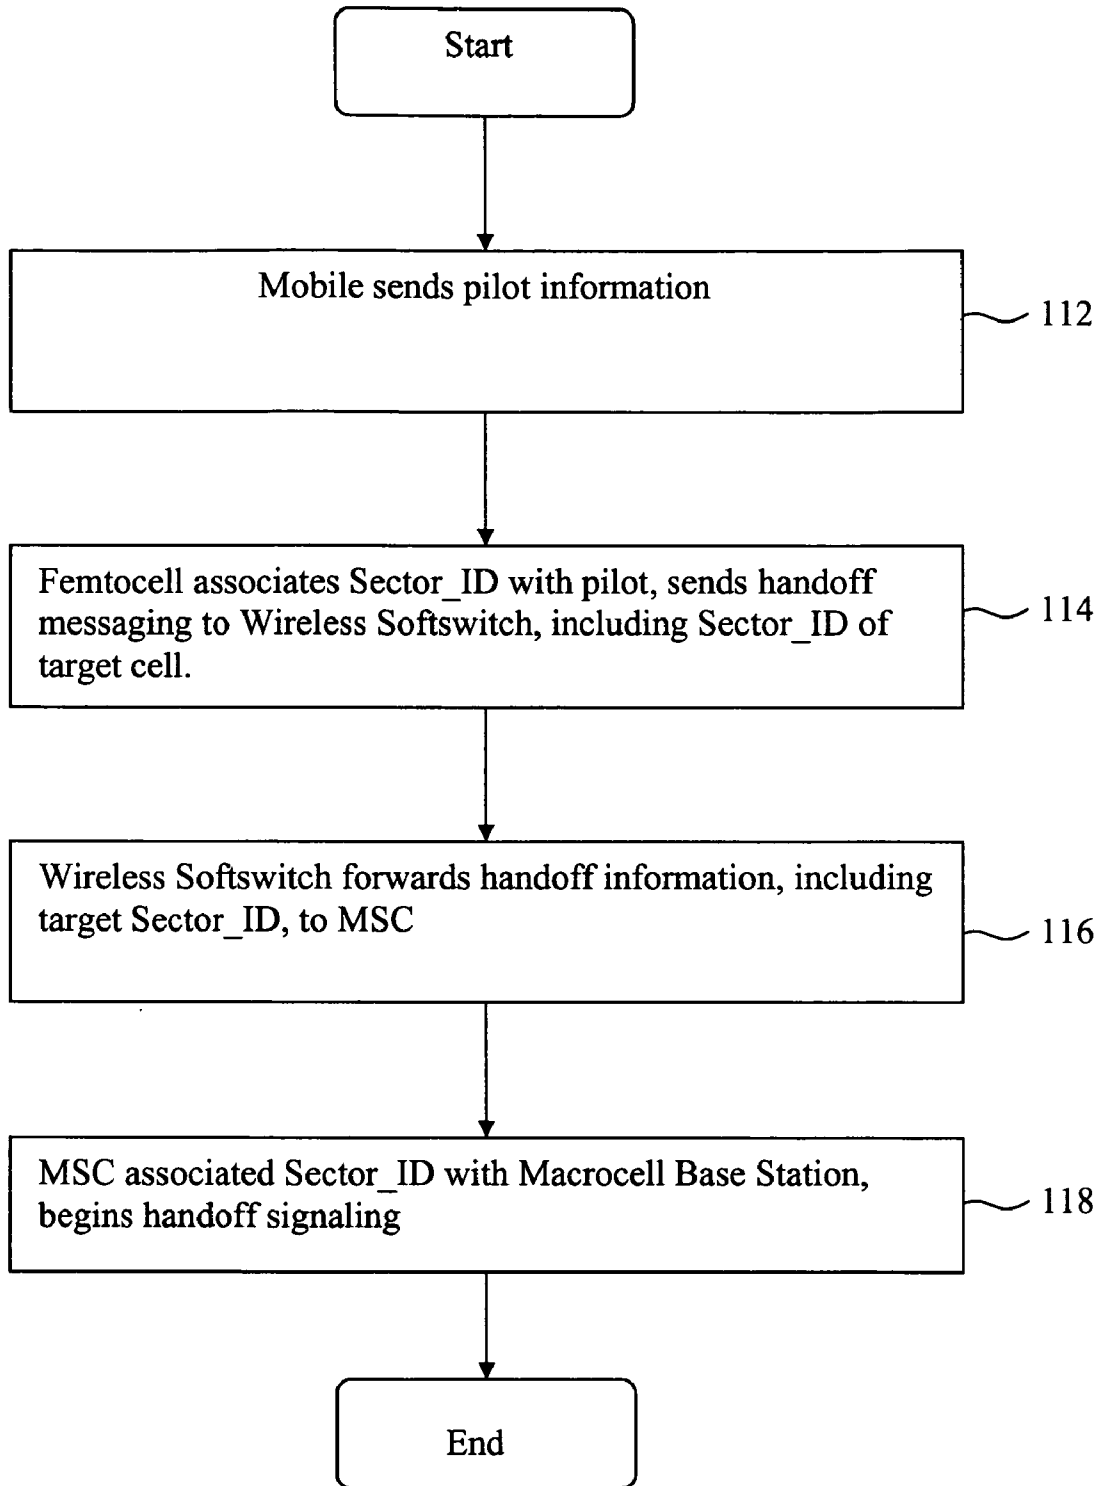 Start
Mobile sends pilot information
112
Femtocell associates Sector_ID with pilot, sends handoff
messaging to Wireless Softswitch, including Sector_ID of
target cell.
114
Wireless Softswitch forwards handoff information, including
target Sector_ID, to MSC
116
MSC associated Sector_ID with Macrocell Base Station,
begins handoff signaling
118
End